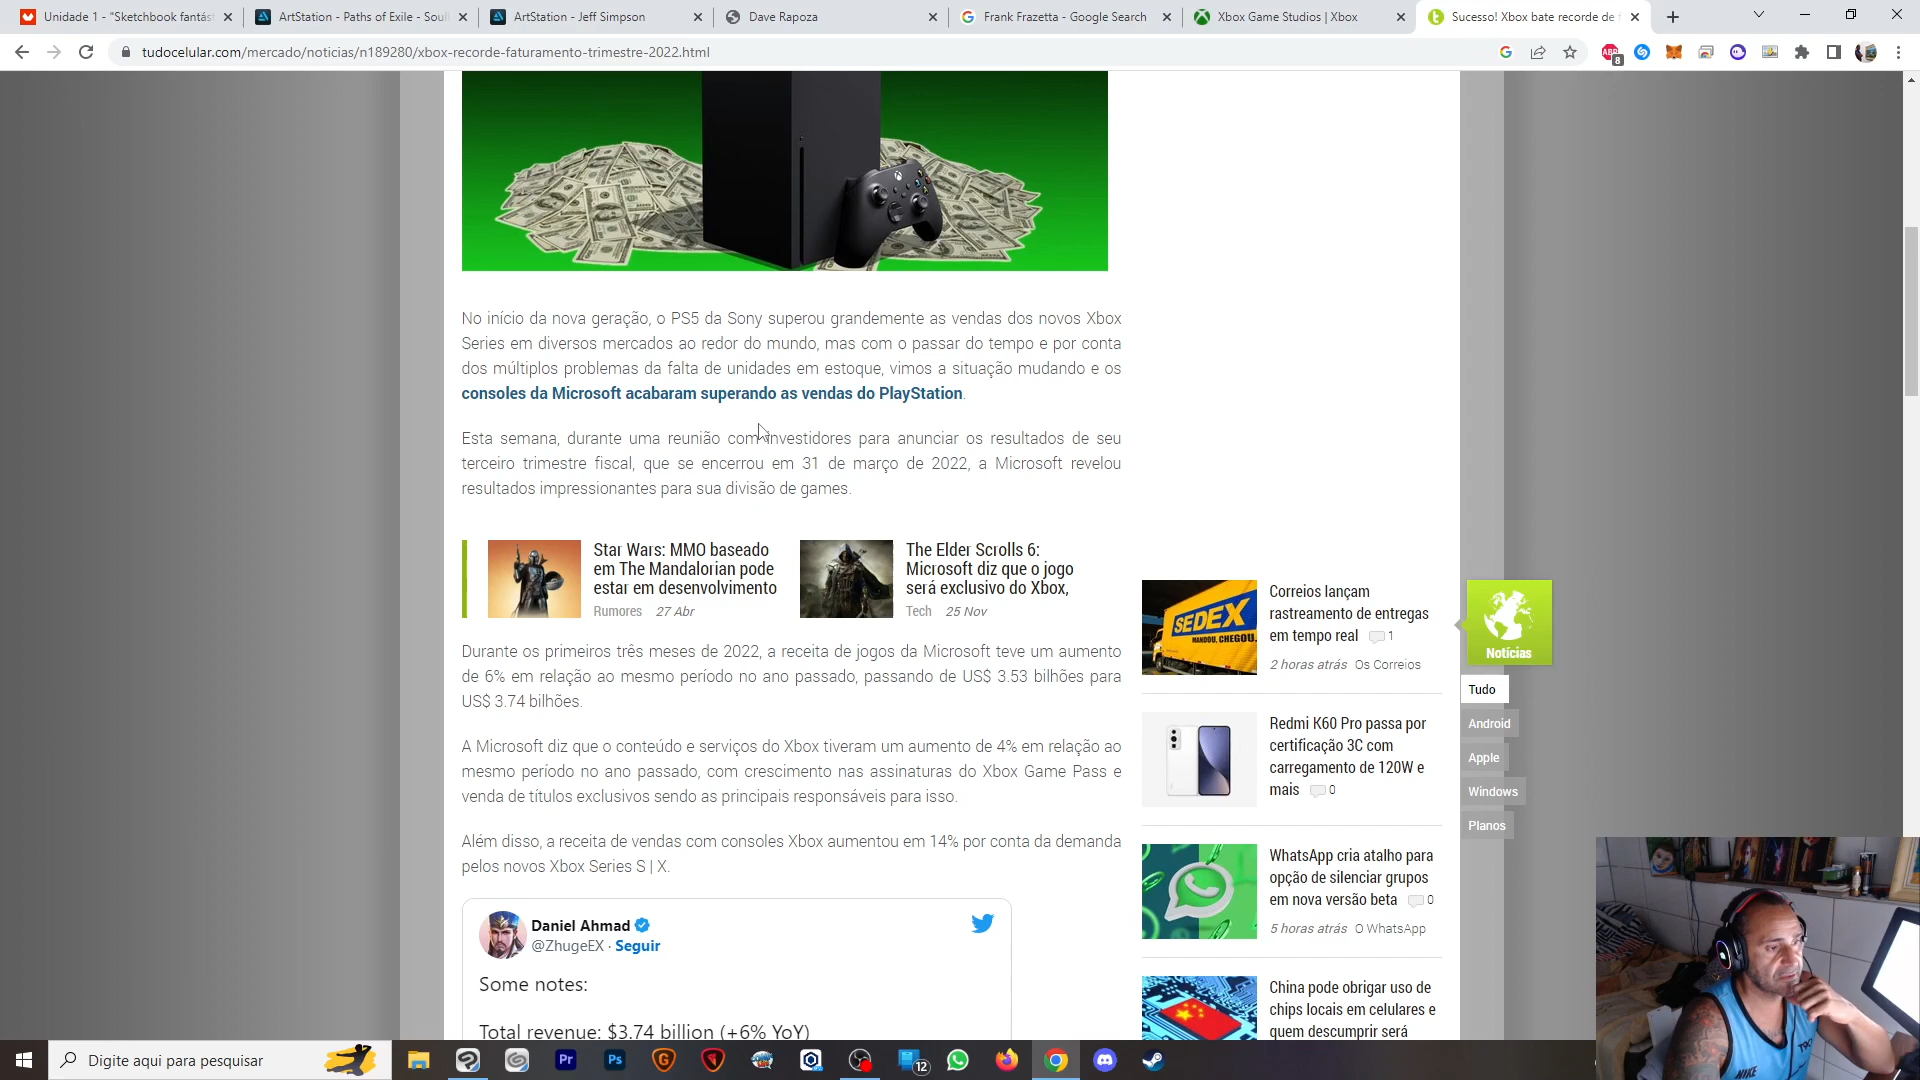 Unidade 1 - "Sketchbook fantást
ArtStation - Paths of Exile - Soul
ArtStation - Jeff Simpson
Dave Rapoza
Frank Frazetta - Google Search
Xbox Game Studios | Xbox
Sucesso! Xbox bate recorde de f
tudocelular.com/mercado/noticias/n189280/xbox-recorde-faturamento-trimestre-2022.html
ABP
8
No início da nova geração, o PS5 da Sony superou grandemente as vendas dos novos Xbox
Series em diversos mercados ao redor do mundo, mas com o passar do tempo e por conta
dos múltiplos problemas da falta de unidades em estoque, vimos a situação mudando e os
consoles da Microsoft acabaram superando as vendas do PlayStation.
Esta semana, durante uma reunião com investidores para anunciar os resultados de seu
terceiro trimestre fiscal, que se encerrou em 31 de março de 2022, a Microsoft revelou
resultados impressionantes para sua divisão de games.
Star Wars: MMO baseado
em The Mandalorian pode
estar em desenvolvimento
Rumores 27 Abr
The Elder Scrolls 6:
Microsoft diz que o jogo
será exclusivo do Xbox,
Tech 25 Nov
Durante os primeiros três meses de 2022, a receita de jogos da Microsoft teve um aumento
de 6% em relação ao mesmo período no ano passado, passando de US$ 3.53 bilhões para
US$ 3.74 bilhões.
A Microsoft diz que o conteúdo e serviços do Xbox tiveram um aumento de 4% em relação ao
mesmo período no ano passado, com crescimento nas assinaturas do Xbox Game Pass e
venda de títulos exclusivos sendo as principais responsáveis para isso.
Além disso, a receita de vendas com consoles Xbox aumentou em 14% por conta da demanda
pelos novos Xbox Series S | X.
Daniel Ahmad
@ZhugeEX · Seguir
Some notes:
Total revenue: $3.74 billion (+6% YoY)
SEDEX
MANDOU, CHEGOU.
Correios lançam
rastreamento de entregas
em tempo real 1
2 horas atrás Os Correios
Redmi K60 Pro passa por
certificação 3C com
carregamento de 120W e
mais 0
WhatsApp cria atalho para
opção de silenciar grupos
em nova versão beta 0
5 horas atrás O WhatsApp
China pode obrigar uso de
chips locais em celulares e
quem descumprir será
Notícias
Tudo
Android
Apple
Windows
Planos
NIKE
Digite aqui para pesquisar
Pr
Ps
12